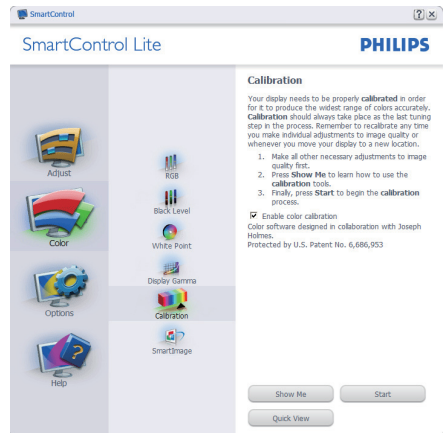 SmartControl
SmartControl Lite
PHILIPS
Adjust
Color
Options
Help
RGB
Black Level
White Point
Display Gamma
Calibration
SmartImage
Calibration
Your display needs to be properly calibrated in order
for it to produce the widest range of colors accurately.
Calibration should always take place as the last tuning
step in the process. Remember to recalibrate any time
you make individual adjustments to image quality or
whenever you move your display to a new location.
1. Make all other necessary adjustments to image
quality first.
2. Press Show Me to learn how to use the
calibration tools.
3. Finally, press Start to begin the calibration
process.
Enable color calibration
Color software designed in collaboration with Joseph
Holmes.
Protected by U.S. Patent No. 6,686,953
Show Me
Start
Quick View